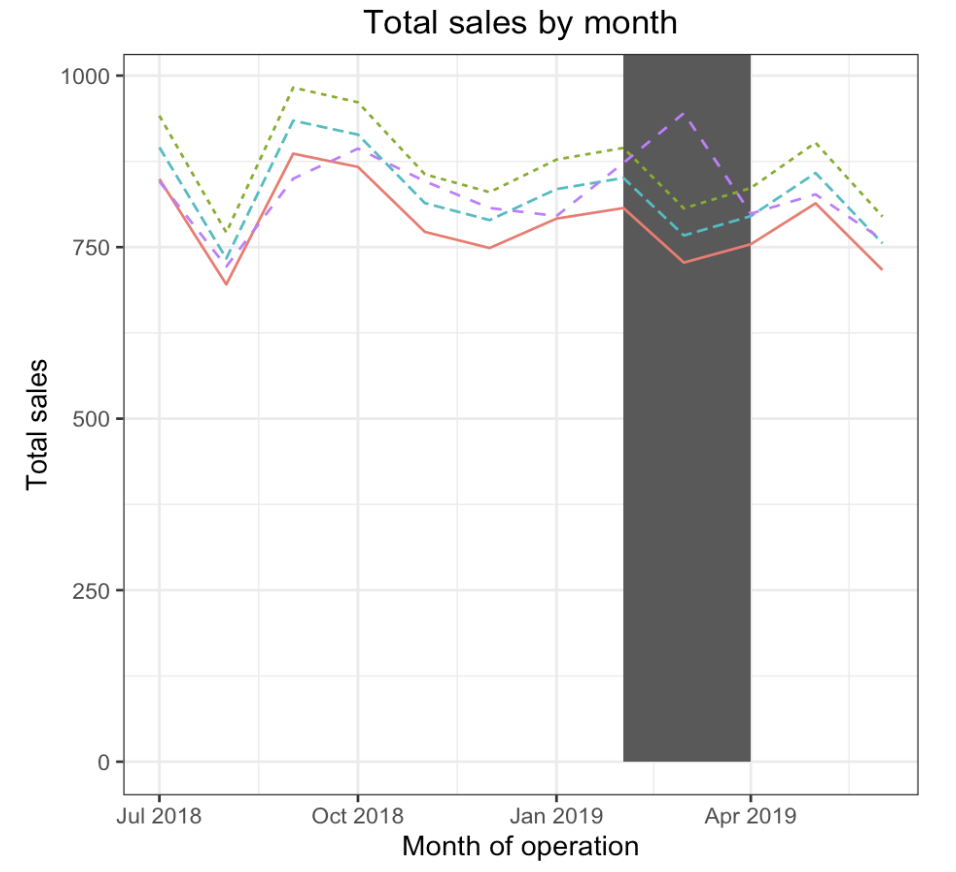 Total sales by month
Total sales
1000
750
500
250
0
Jul 2018 Oct 2018 Jan 2019 Apr 2019
Month of operation